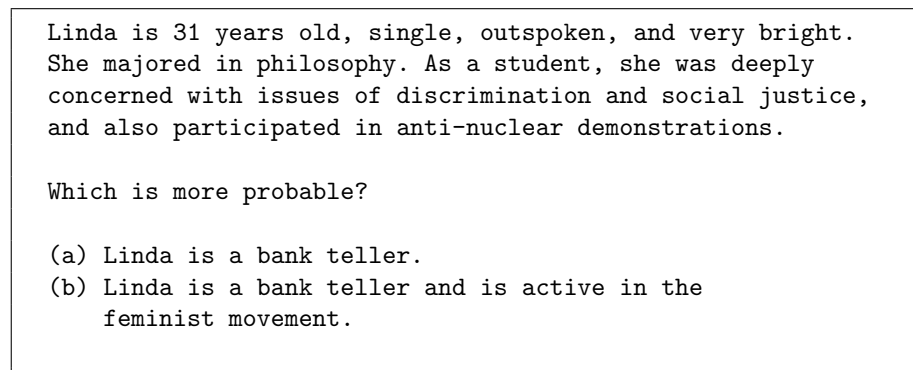 Linda is 31 years old, single, outspoken, and very bright.
She majored in philosophy. As a student, she was deeply
concerned with issues of discrimination and social justice,
and also participated in anti-nuclear demonstrations.
Which is more probable?
(a) Linda is a bank teller.
(b) Linda is a bank teller and is active in the
feminist movement.